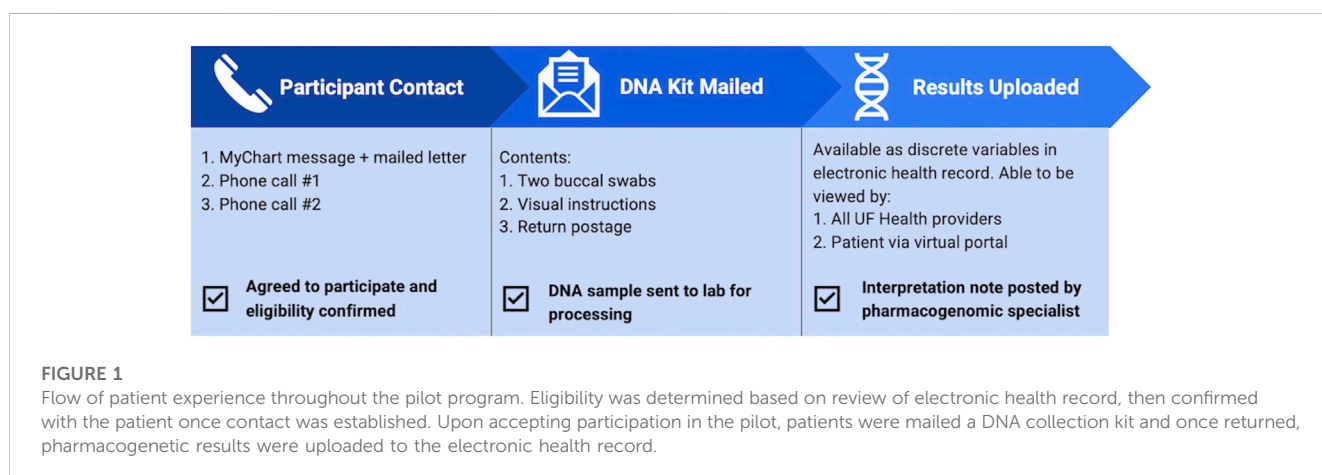 Participant Contact
DNA Kit Mailed
Results Uploaded
1. MyChart message + mailed letter
2. Phone call #1
3. Phone call #2
Agreed to participate and
eligibility confirmed
Contents:
1. Two buccal swabs
2. Visual instructions
3. Return postage
DNA sample sent to lab for
processing
Available as discrete variables in
electronic health record. Able to be
viewed by:
1. All UF Health providers
2. Patient via virtual portal
Interpretation note posted by
pharmacogenomic specialist
FIGURE 1
Flow of patient experience throughout the pilot program. Eligibility was determined based on review of electronic health record, then confirmed
with the patient once contact was established. Upon accepting participation in the pilot, patients were mailed a DNA collection kit and once returned,
pharmacogenetic results were uploaded to the electronic health record.